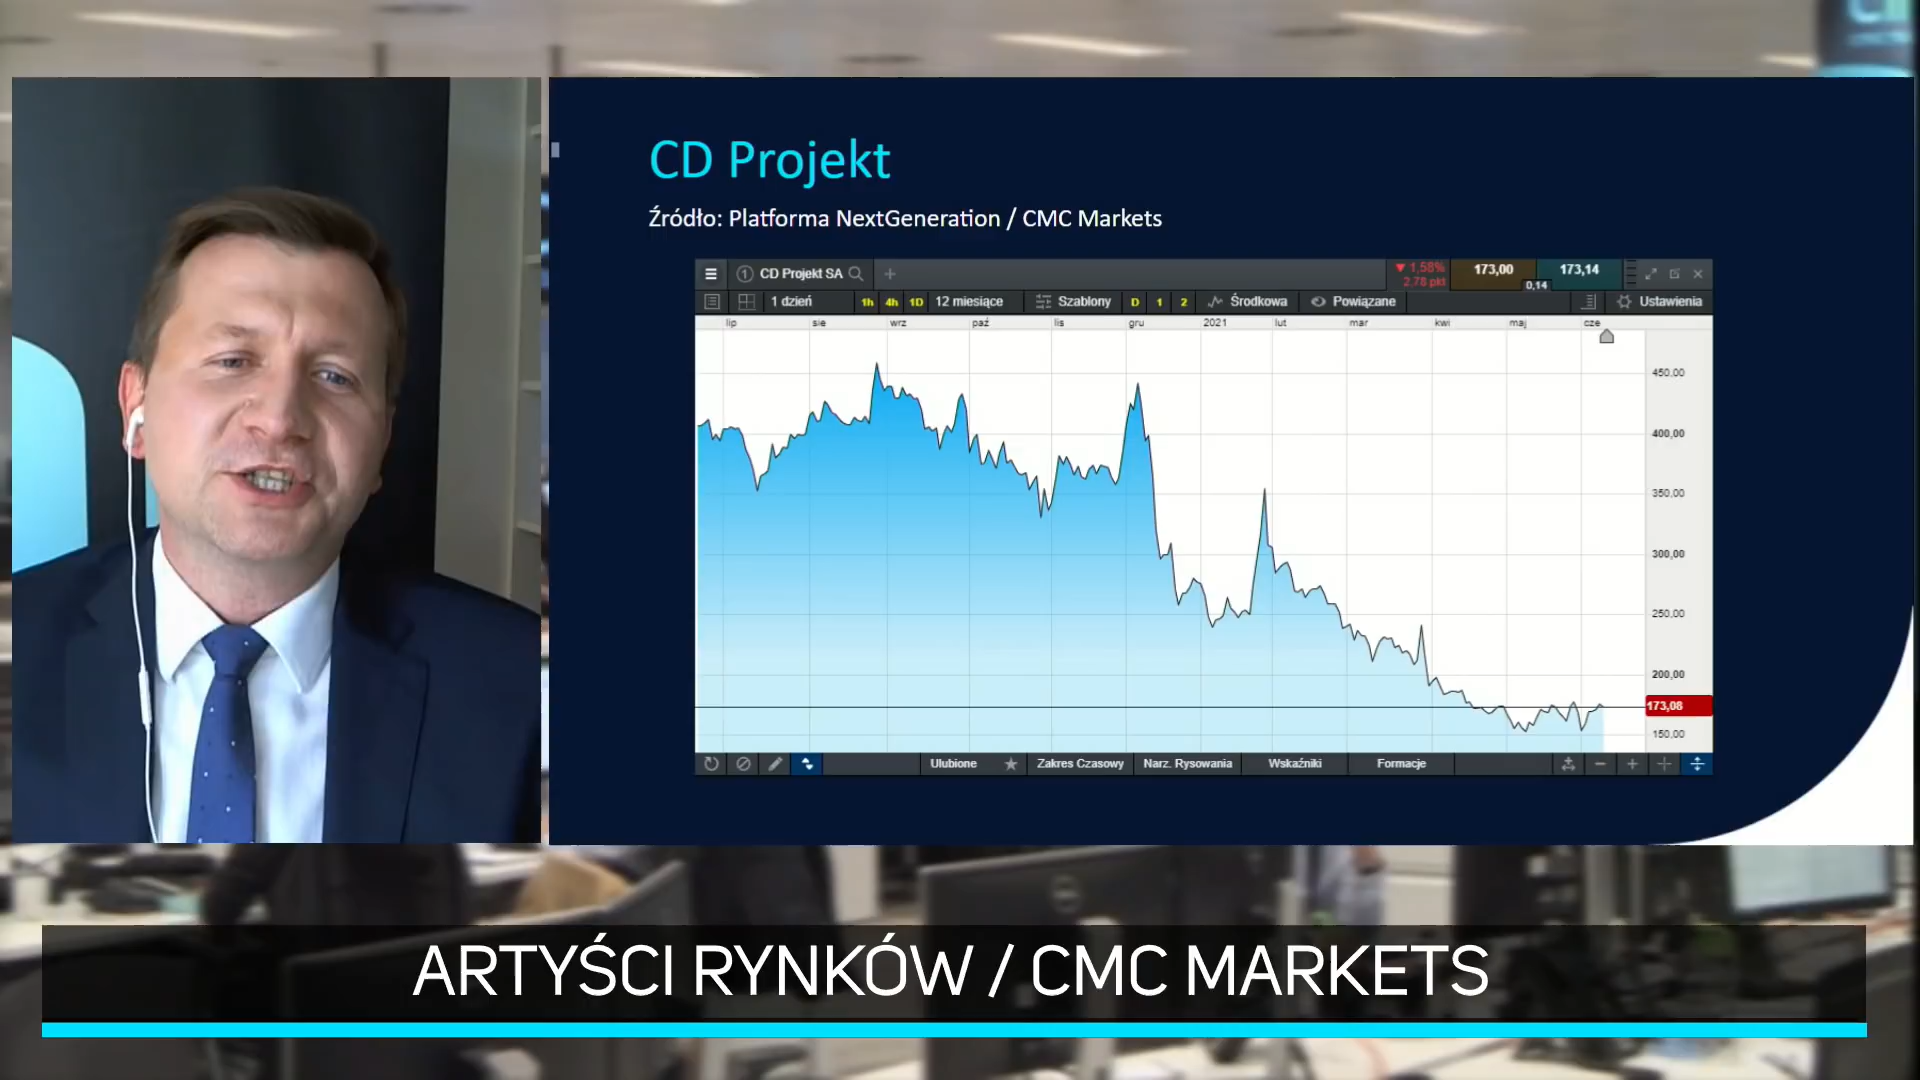 CD Projekt
Źródło: Platforma NextGeneration / CMC Markets
1 CD Projekt SA
1,58%
2.78 pkt
173,00
0,14
173,14
1 dzień 1h 4h 1D 12 miesiące Szablony D 1 2 Środkowa Powiązane Ustawienia
lip sie wrz paź lis gru 2021 lut mar kwi maj cze
450.00
400,00
350.00
300,00
250.00
200,00
173,08
150.00
Ulubione Zakres Czasowy Narz. Rysowania Wskaźniki Formacje
ARTYŚCI RYNKÓW / CMC MARKETS